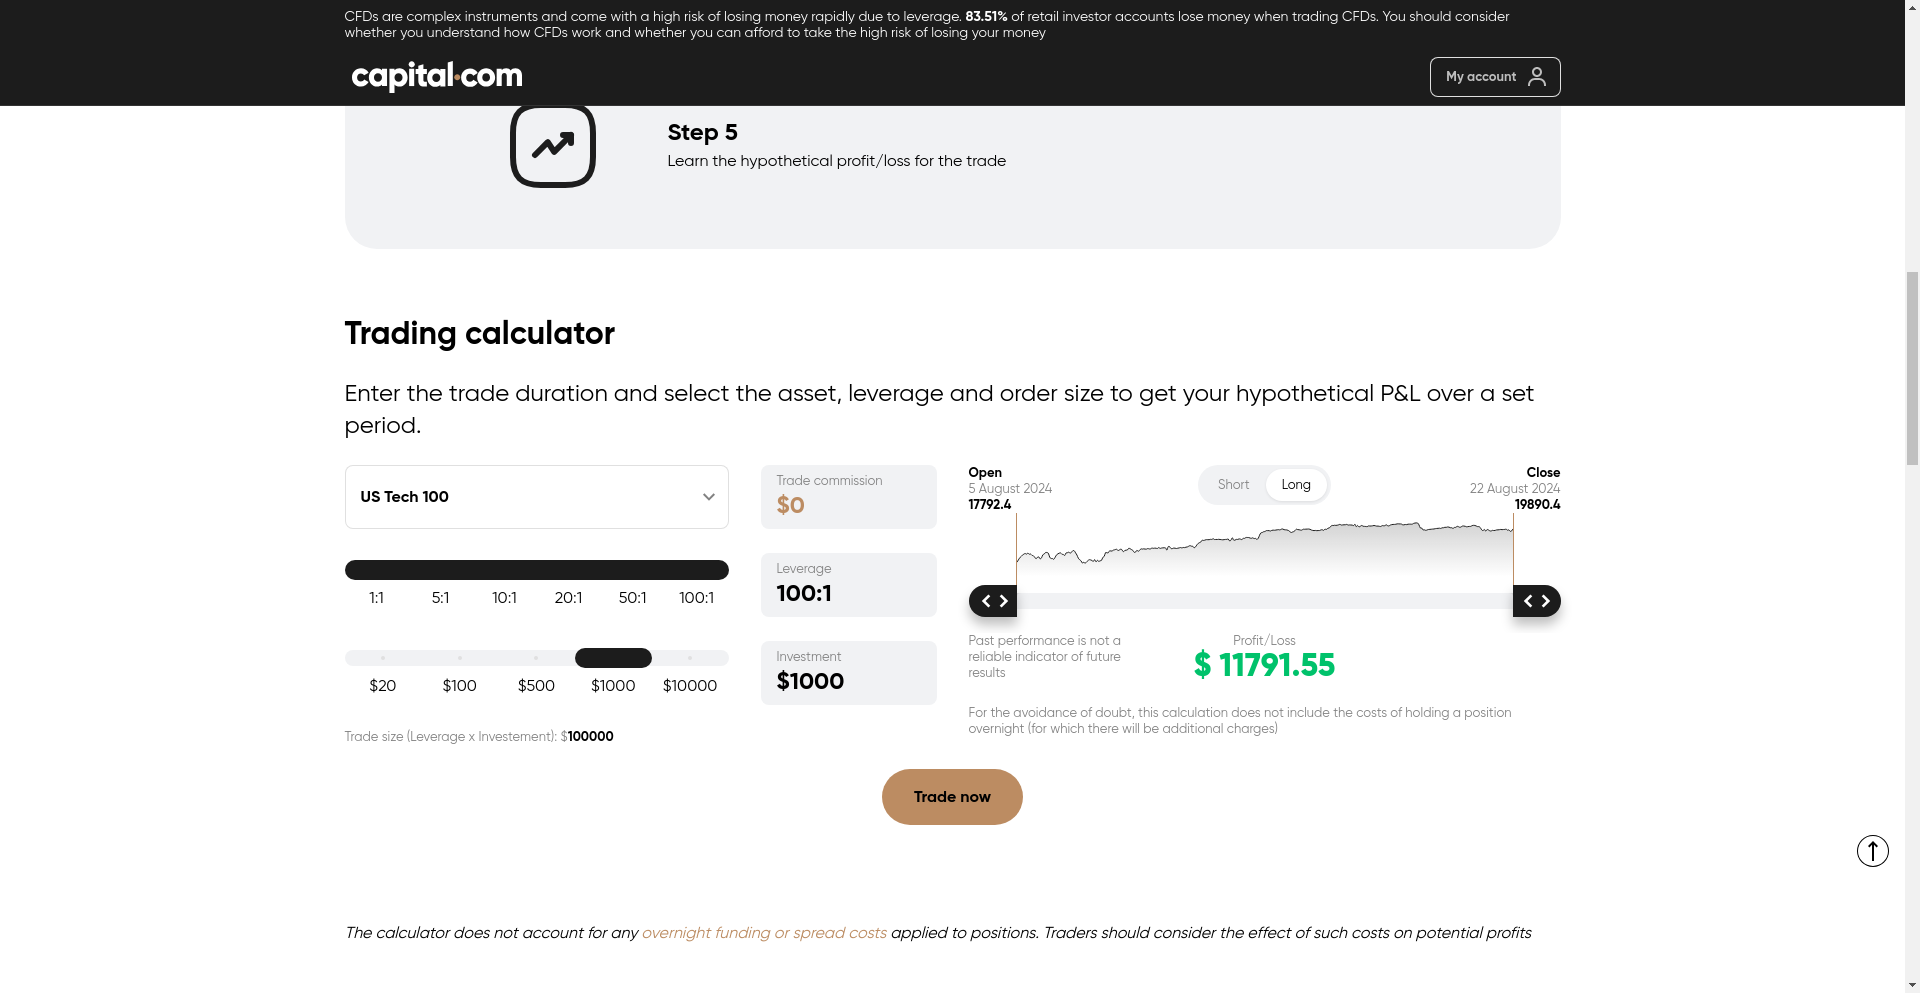 CFDs are complex instruments and come with a high risk of losing money rapidly due to leverage. 83.51% of retail investor accounts lose money when trading CFDs. You should consider
whether you understand how CFDs work and whether you can afford to take the high risk of losing your money
capital.com
My account
Step 5
Learn the hypothetical profit/loss for the trade
Trading calculator
Enter the trade duration and select the asset, leverage and order size to get your hypothetical P&L over a set
period.
US Tech 100
1:1 5:1 10:1 20:1 50:1 100:1
$20 $100 $500 $1000 $10000
Trade size (Leverage x Investement): $100000
Trade commission
$0
Leverage
100:1
Investment
$1000
Open
5 August 2024
17792.4
Short Long
Close
22 August 2024
19890.4
Past performance is not a
reliable indicator of future
results
Profit/Loss
$ 11791.55
For the avoidance of doubt, this calculation does not include the costs of holding a position
overnight (for which there will be additional charges)
Trade now
The calculator does not account for any overnight funding or spread costs applied to positions. Traders should consider the effect of such costs on potential profits